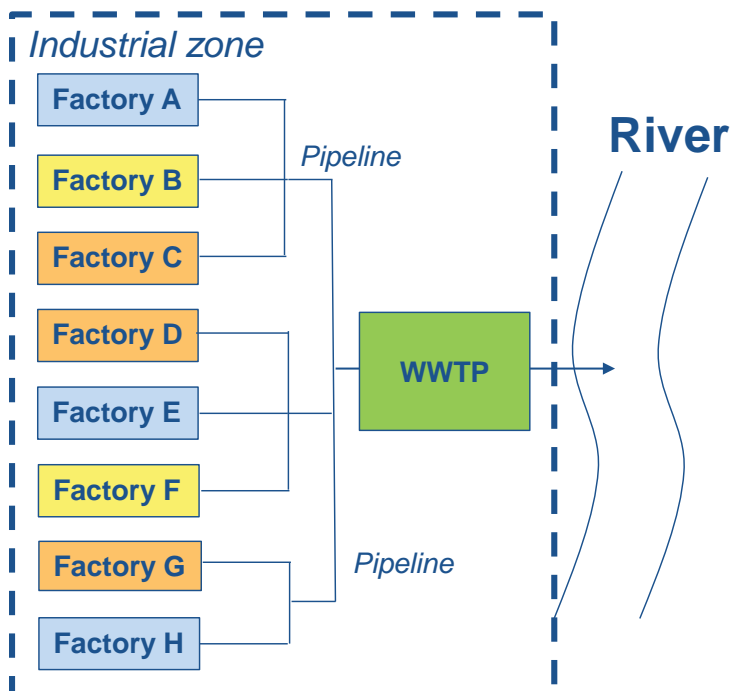 Industrial zone
Factory A
River
Pipeline
Factory B
Factory C
Factory D
WWTP
Factory E
Factory F
Factory G
Pipeline
Factory H